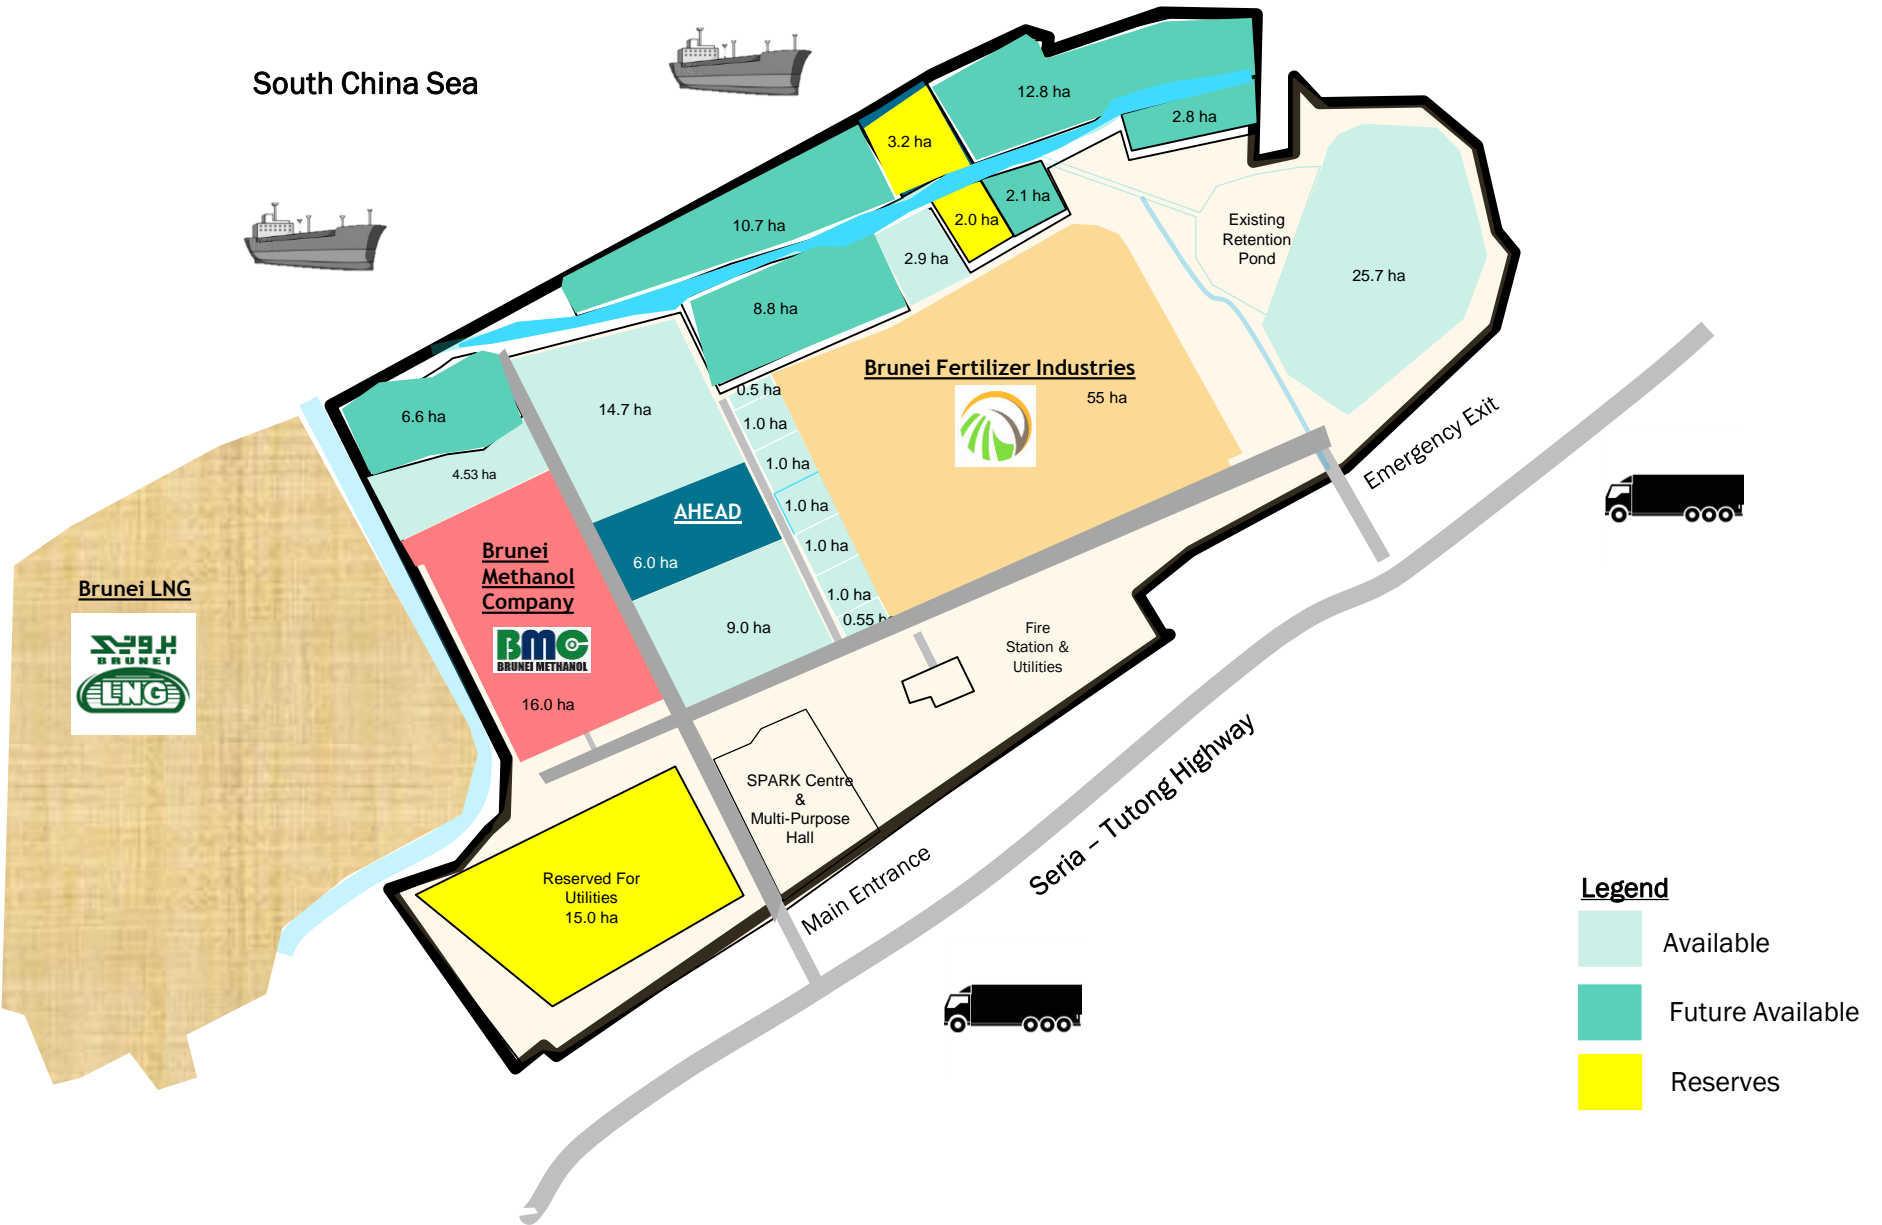 South China Sea
12.8 ha
2.8 ha
3.2 ha
2.1 ha
2.0 ha
10.7 ha
2.9 ha
Existing
Retention
Pond
25.7 ha
8.8 ha
Brunei Fertilizer Industries
55 ha
0.5 ha
14.7 ha
6.6 ha
1.0 ha
4.53 ha
1.0 ha
1.0 ha
1.0 ha
1.0 ha
0.55 ha
AHEAD
6.0 ha
9.0 ha
Emergency Exit
Brunei
Methanol
Company
BMC
BRUNEI METHANOL
16.0 ha
Brunei LNG
بروني
BRUNEI
LNG
Fire
Station &
Utilities
SPARK Centre
&
Multi-Purpose
Hall
Seria – Tutong Highway
Main Entrance
Reserved For
Utilities
15.0 ha
Legend
Available
Future Available
Reserves